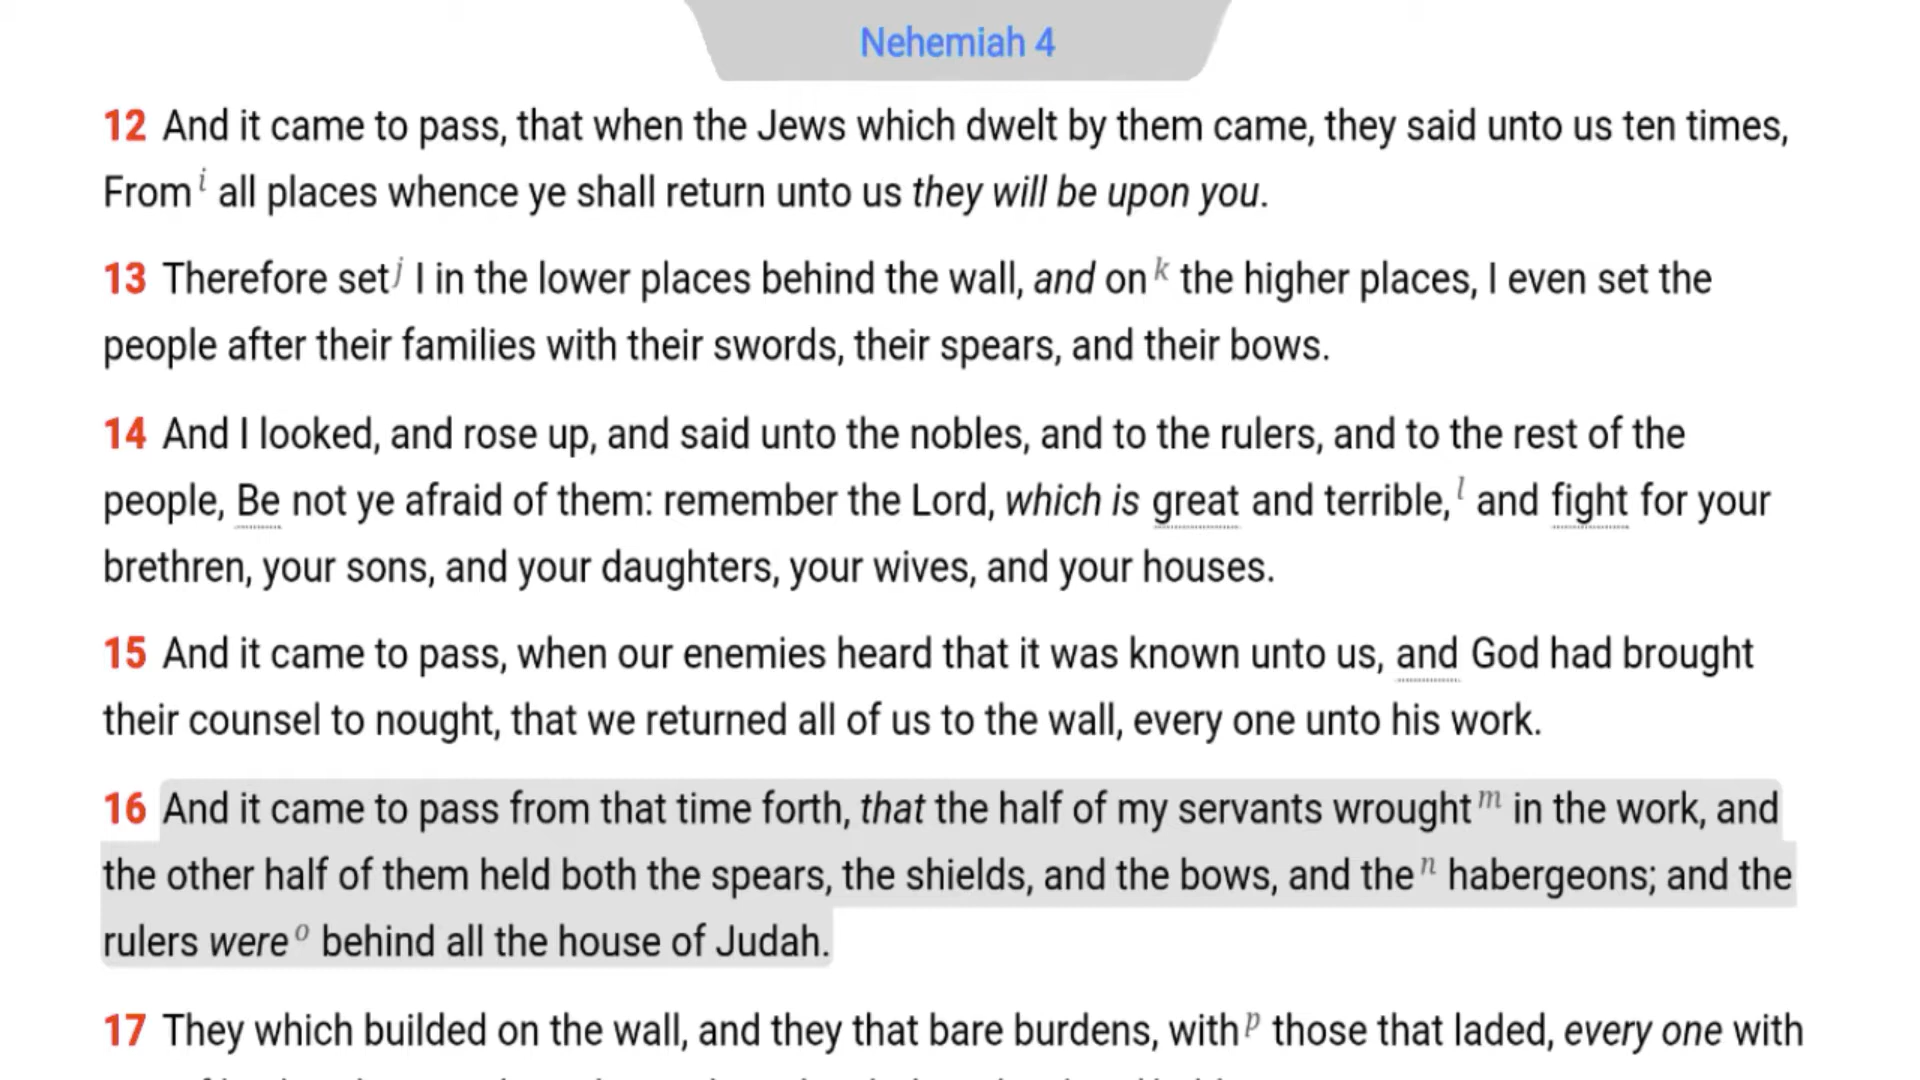 Nehemiah 4
12 And it came to pass, that when the Jews which dwelt by them came, they said unto us ten times,
From i all places whence ye shall return unto us they will be upon you.
13 Therefore set j I in the lower places behind the wall, and on k the higher places, I even set the
people after their families with their swords, their spears, and their bows.
14 And I looked, and rose up, and said unto the nobles, and to the rulers, and to the rest of the
people, Be not ye afraid of them: remember the Lord, which is great and terrible, l and fight for your
brethren, your sons, and your daughters, your wives, and your houses.
15 And it came to pass, when our enemies heard that it was known unto us, and God had brought
their counsel to nought, that we returned all of us to the wall, every one unto his work.
16 And it came to pass from that time forth, that the half of my servants wrought m in the work, and
the other half of them held both the spears, the shields, and the bows, and the n habergeons; and the
rulers were o behind all the house of Judah.
17 They which builded on the wall, and they that bare burdens, with p those that laded, every one with